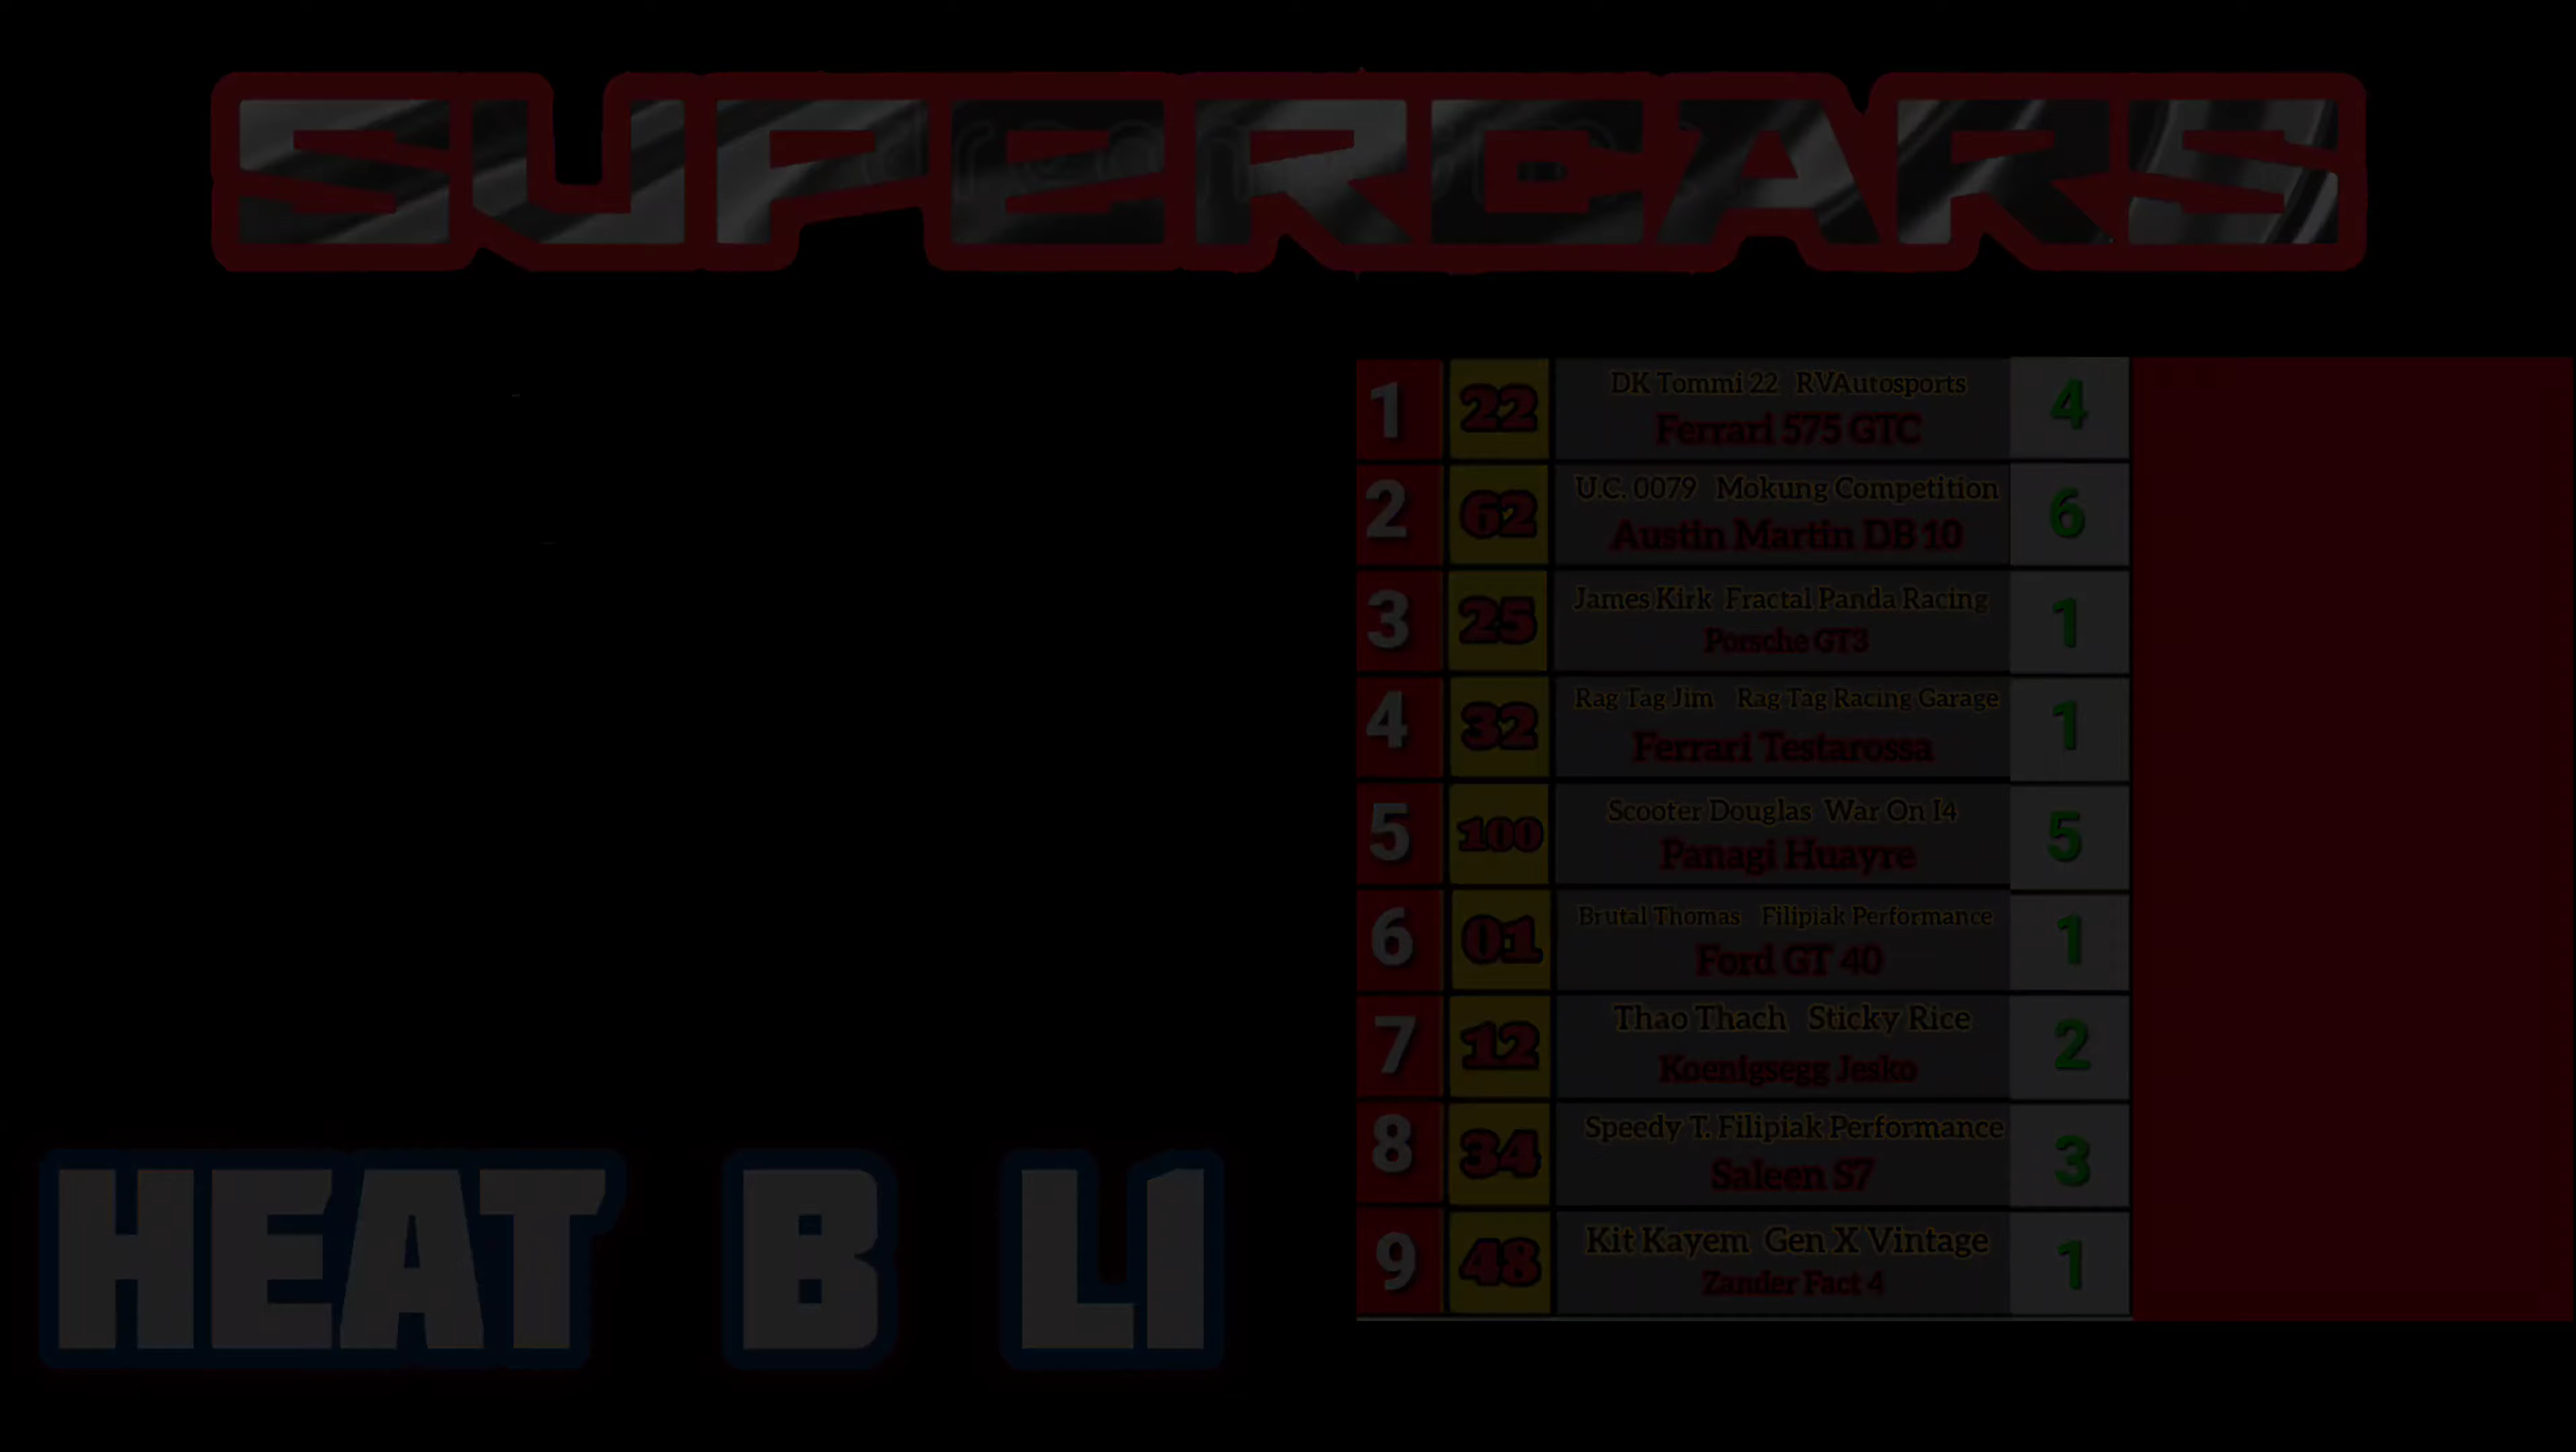 SUPERCARS
1 22 DK Tommi 22 RVAutosports 4
Ferrari 575 GTC
2 62 U.C. 0079 Mokung Competition 6
Austin Martin DB 10
3 25 James Kirk Fractal Panda Racing 1
Porsche GT3
4 32 Rag Tag Jim Rag Tag Racing Garage 1
Ferrari Testarossa
5 100 Scooter Douglas War On I4 5
Panagi Huayre
6 01 Brutal Thomas Filipiak Performance 1
Ford GT 40
7 12 Thao Thach Sticky Rice 2
Koenigsegg Jesko
8 34 Speedy T. Filipiak Performance 3
Saleen S7
9 48 Kit Kayem Gen X Vintage 1
Zander Fact 4
HEAT B L1